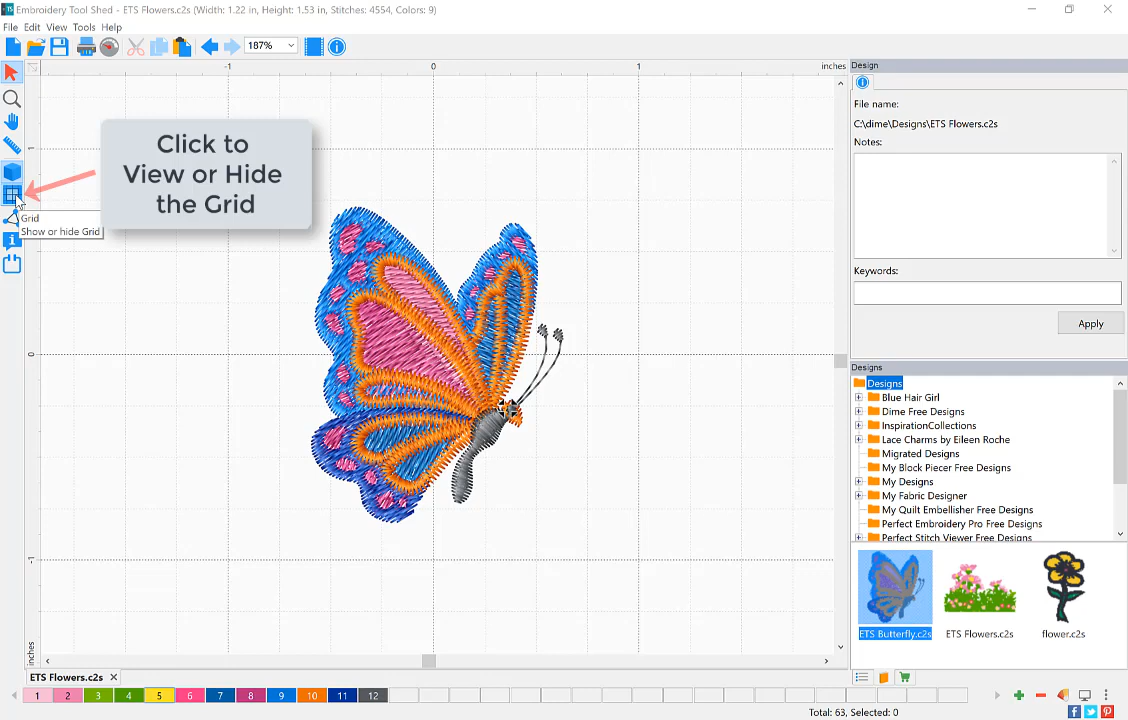 Embroidery Tool Shed - ETS Flowers.c2s (Width: 1.22 in, Height: 1.53 in, Stitches: 4554, Colors: 9)
File Edit View Tools Help
187%
-1 0 1 inches
1
0
-1
inches
Click to
View or Hide
the Grid
Grid
Show or hide Grid
Design
File name:
C:\dime\Designs\ETS Flowers.c2s
Notes:
Keywords:
Apply
Designs
Designs
Blue Hair Girl
Dime Free Designs
InspirationCollections
Lace Charms by Eileen Roche
Migrated Designs
My Block Piecer Free Designs
My Designs
My Fabric Designer
My Quilt Embellisher Free Designs
Perfect Embroidery Pro Free Designs
Perfect Stitch Viewer Free Designs
ETS Butterfly.c2s ETS Flowers.c2s flower.c2s
ETS Flowers.c2s
1 2 3 4 5 6 7 8 9 10 11 12
Total: 63, Selected: 0